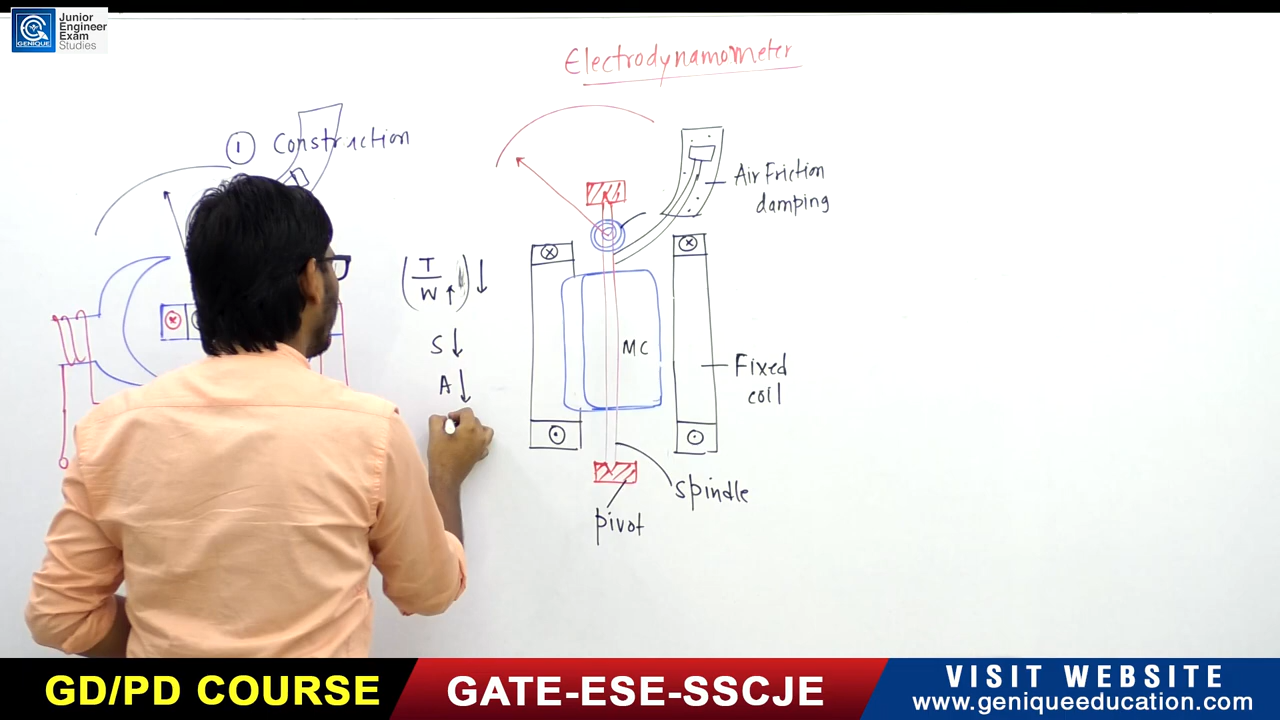 GENIQUE
Junior
Engineer
Exam
Studies
Electrodynamometer
① Construction
Air Friction
damping
(T/W↑)↓
S↓
A↓
MC
Fixed
coil
spindle
pivot
GD/PD COURSE
GATE-ESE-SSCJE
VISIT WEBSITE
www.geniqueeducation.com